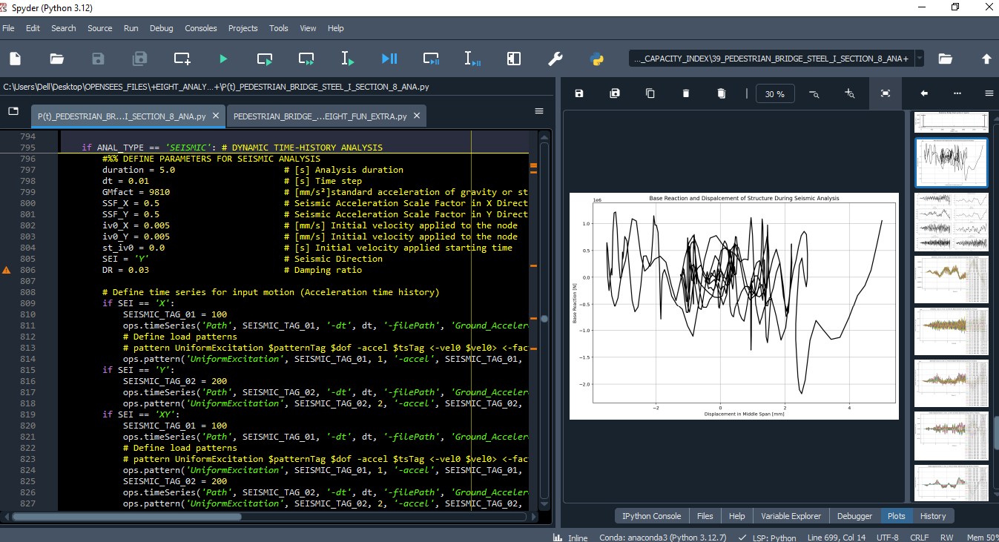 Spyder (Python 3.12)
File Edit Search Source Run Debug Consoles Projects Tools View Help
..._CAPACITY_INDEX\39_PEDESTRIAN_BRIDGE_STEEL_I_SECTION_8_ANA+
C:\Users\Dell\Desktop\OPENSEES_FILES\+EIGHT_ANALY...+\P(t)_PEDESTRIAN_BRIDGE_STEEL_I_SECTION_8_ANA.py
P(t)_PEDESTRIAN_BR...I_SECTION_8_ANA.py PEDESTRIAN_BRIDGE_...EIGHT_FUN_EXTRA.py
794
795 if ANAL_TYPE == 'SEISMIC': # DYNAMIC TIME-HISTORY ANALYSIS
796 #%% DEFINE PARAMETERS FOR SEISMIC ANALYSIS
797 duration = 5.0 # [s] Analysis duration
798 dt = 0.01 # [s] Time step
799 GMfact = 9810 # [mm/s²]standard acceleration of gravity or st
800 SSF_X = 0.5 # Seismic Acceleration Scale Factor in X Direct
801 SSF_Y = 0.5 # Seismic Acceleration Scale Factor in Y Direct
802 iv0_X = 0.005 # [mm/s] Initial velocity applied to the node
803 iv0_Y = 0.005 # [mm/s] Initial velocity applied to the node
804 st_iv0 = 0.0 # [s] Initial velocity applied starting time
805 SEI = 'Y' # Seismic Direction
806 DR = 0.03 # Damping ratio
807
808 # Define time series for input motion (Acceleration time history)
809 if SEI == 'X':
810 SEISMIC_TAG_01 = 100
811 ops.timeSeries('Path', SEISMIC_TAG_01, '-dt', dt, '-filePath', 'Ground_Acceler
812 # Define load patterns
813 # pattern UniformExcitation $patternTag $dof -accel $tsTag <-vel0 $vel0> <-fac
814 ops.pattern('UniformExcitation', SEISMIC_TAG_01, 1, '-accel', SEISMIC_TAG_01,
815 if SEI == 'Y':
816 SEISMIC_TAG_02 = 200
817 ops.timeSeries('Path', SEISMIC_TAG_02, '-dt', dt, '-filePath', 'Ground_Acceler
818 ops.pattern('UniformExcitation', SEISMIC_TAG_02, 2, '-accel', SEISMIC_TAG_02,
819 if SEI == 'XY':
820 SEISMIC_TAG_01 = 100
821 ops.timeSeries('Path', SEISMIC_TAG_01, '-dt', dt, '-filePath', 'Ground_Acceler
822 # Define load patterns
823 # pattern UniformExcitation $patternTag $dof -accel $tsTag <-vel0 $vel0> <-fac
824 ops.pattern('UniformExcitation', SEISMIC_TAG_01, 1, '-accel', SEISMIC_TAG_01,
825 SEISMIC_TAG_02 = 200
826 ops.timeSeries('Path', SEISMIC_TAG_02, '-dt', dt, '-filePath', 'Ground_Acceler
827 ops.pattern('UniformExcitation', SEISMIC_TAG_02, 2, '-accel', SEISMIC_TAG_02,
30 %
1e6 Base Reaction and Dispalcement of Structure During Seismic Analysis
1.0
0.5
0.0
−0.5
−1.0
−1.5
−2.0
Base Reaction [N]
−2 0 2 4
Displacement in Middle Span [mm]
IPython Console Files Help Variable Explorer Debugger Plots History
Inline Conda: anaconda3 (Python 3.12.7) LSP: Python Line 699, Col 14 UTF-8 CRLF RW Mem 50%